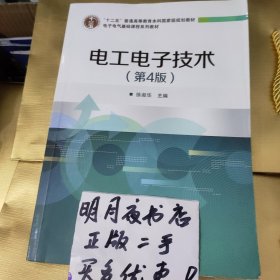 "十二五"普通高等教育本科国家级规划教材
电子电气基础课程系列教材
电工电子技术
(第4版)
徐淑华 主编
明月夜书店
正版二手
买多优惠